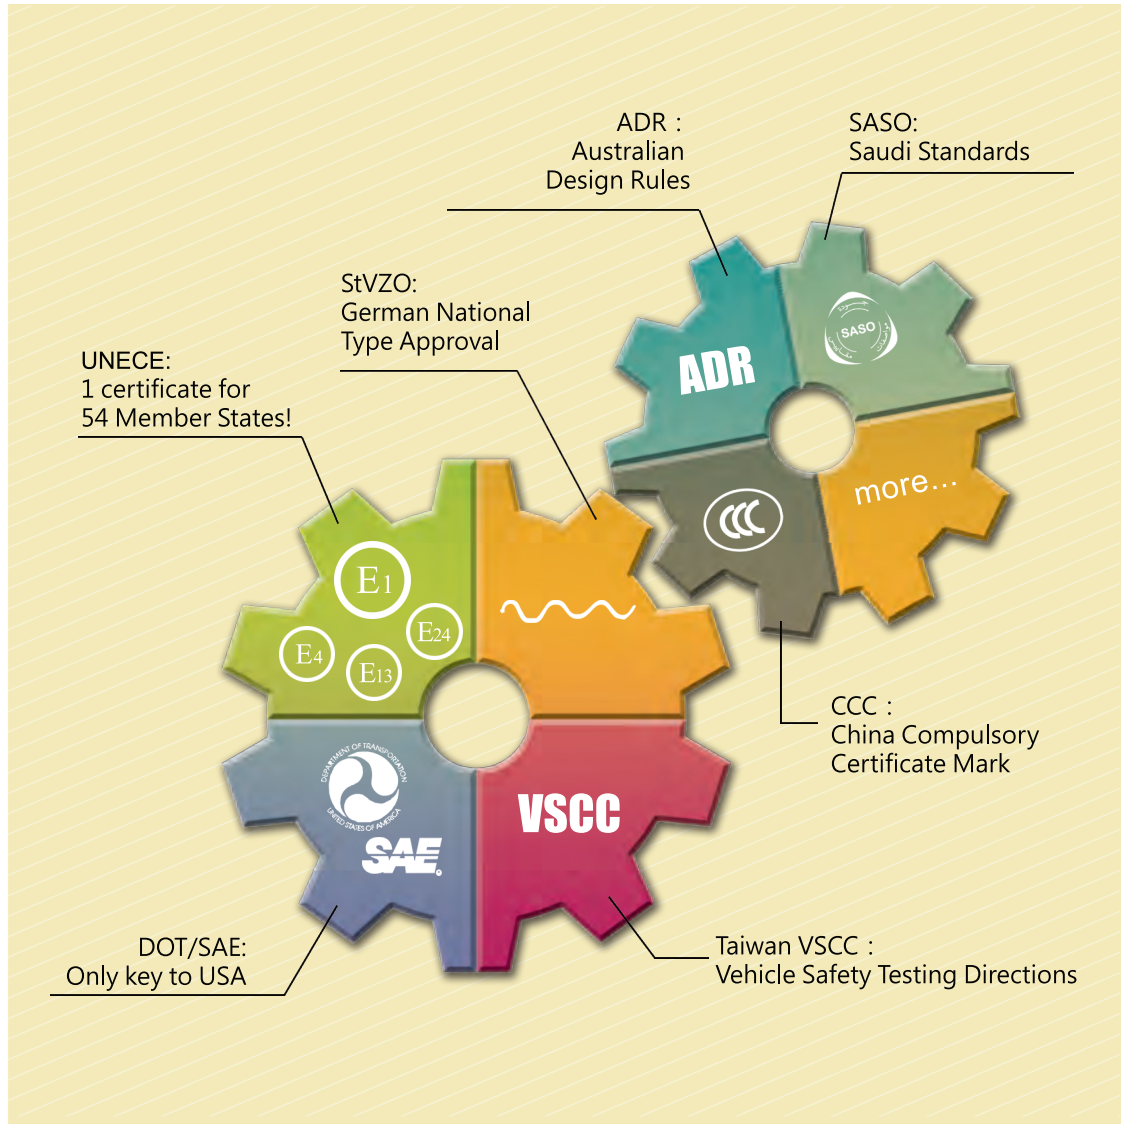 ADR :
Australian
Design Rules
SASO:
Saudi Standards
StVZO:
German National
Type Approval
UNECE:
1 certificate for
54 Member States!
ADR
SASO
CCC
more...
E1
E4
E13
E24
DEPARTMENT OF TRANSPORTATION
UNITED STATES OF AMERICA
SAE
VSCC
CCC :
China Compulsory
Certificate Mark
DOT/SAE:
Only key to USA
Taiwan VSCC :
Vehicle Safety Testing Directions